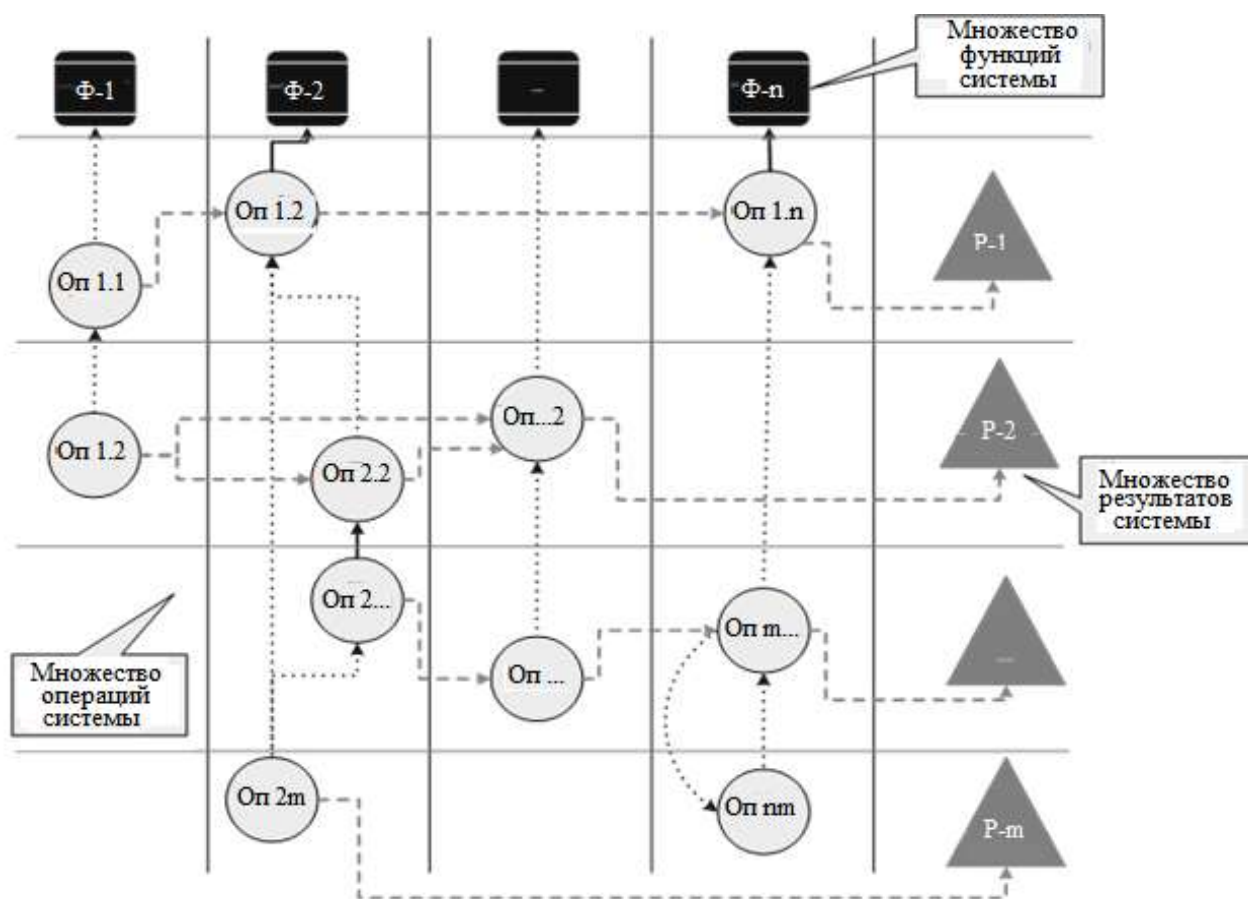 Множество
функций
системы
Ф-1
Ф-2
...
Ф-n
Оп 1.2
Оп 1.n
Р-1
Оп 1.1
Оп...2
Р-2
Оп 1.2
Оп 2.2
Множество
результатов
системы
Оп 2...
Оп m...
...
Оп ...
Множество
операций
системы
Оп 2m
Оп nm
Р-m